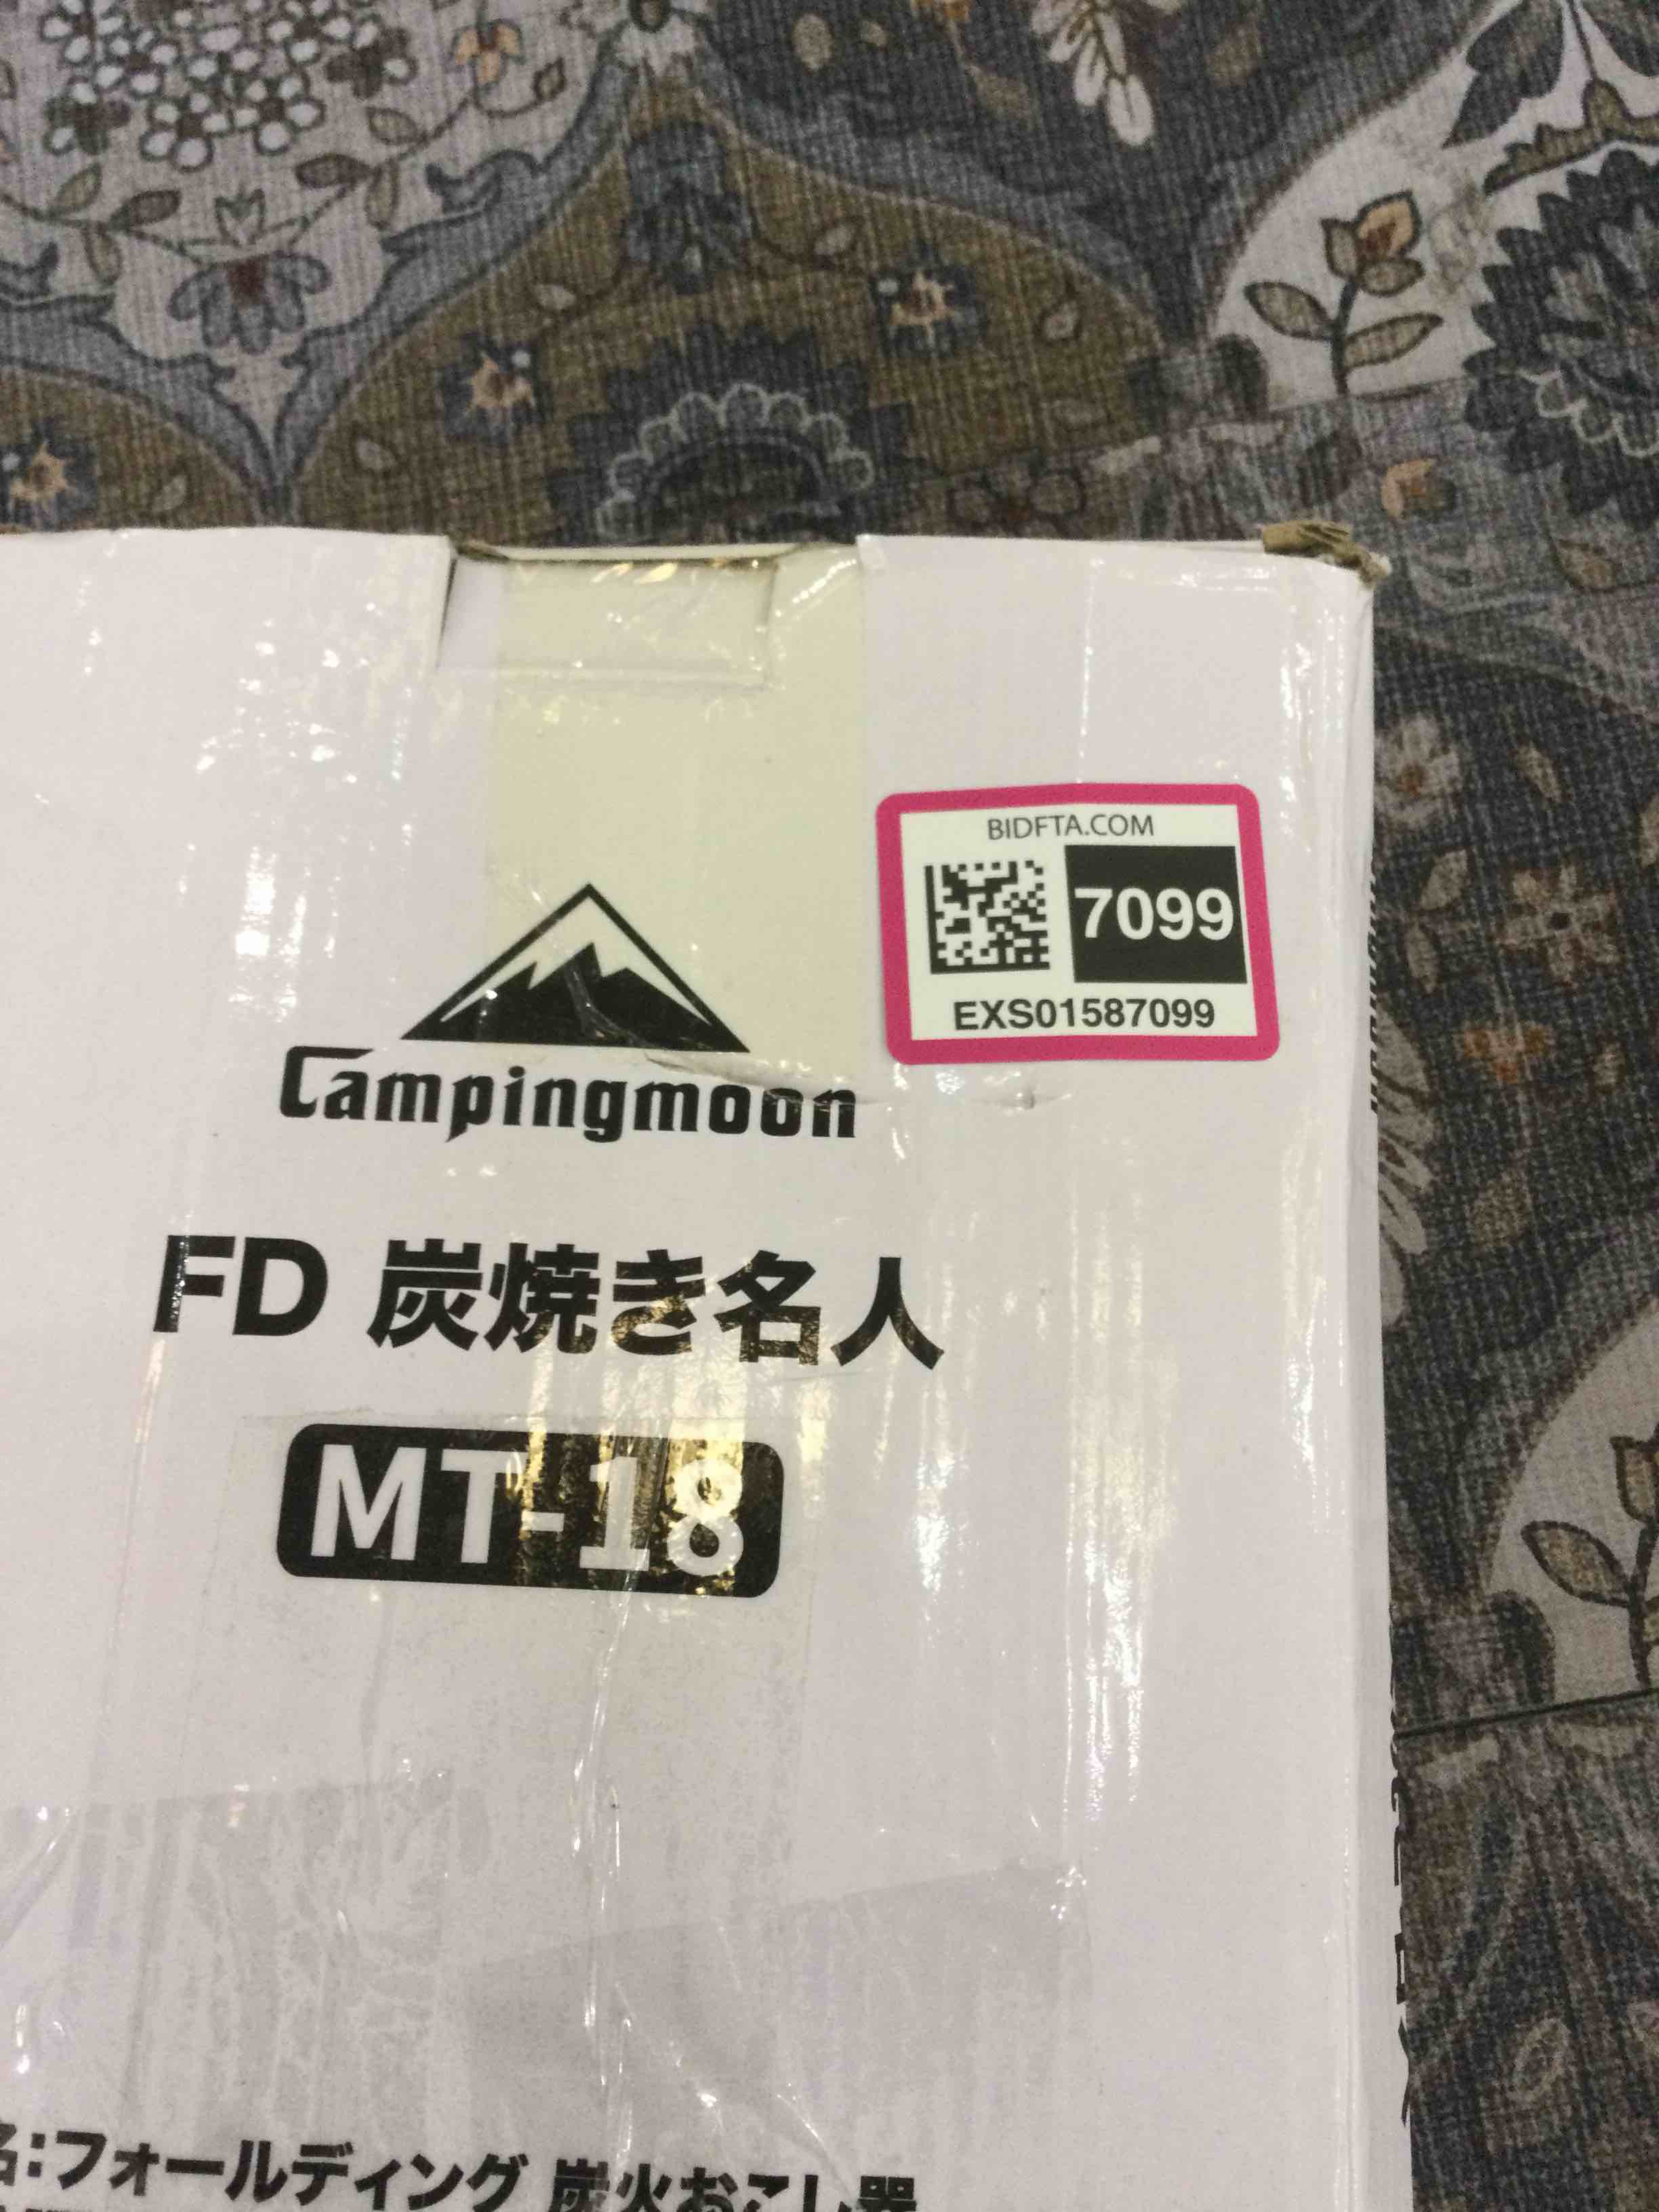 BIDFTA.COM
7099
EXS01587099
Campingmoon
FD 炭焼き名人
MT-18
名:フォールディング 炭火おこし器